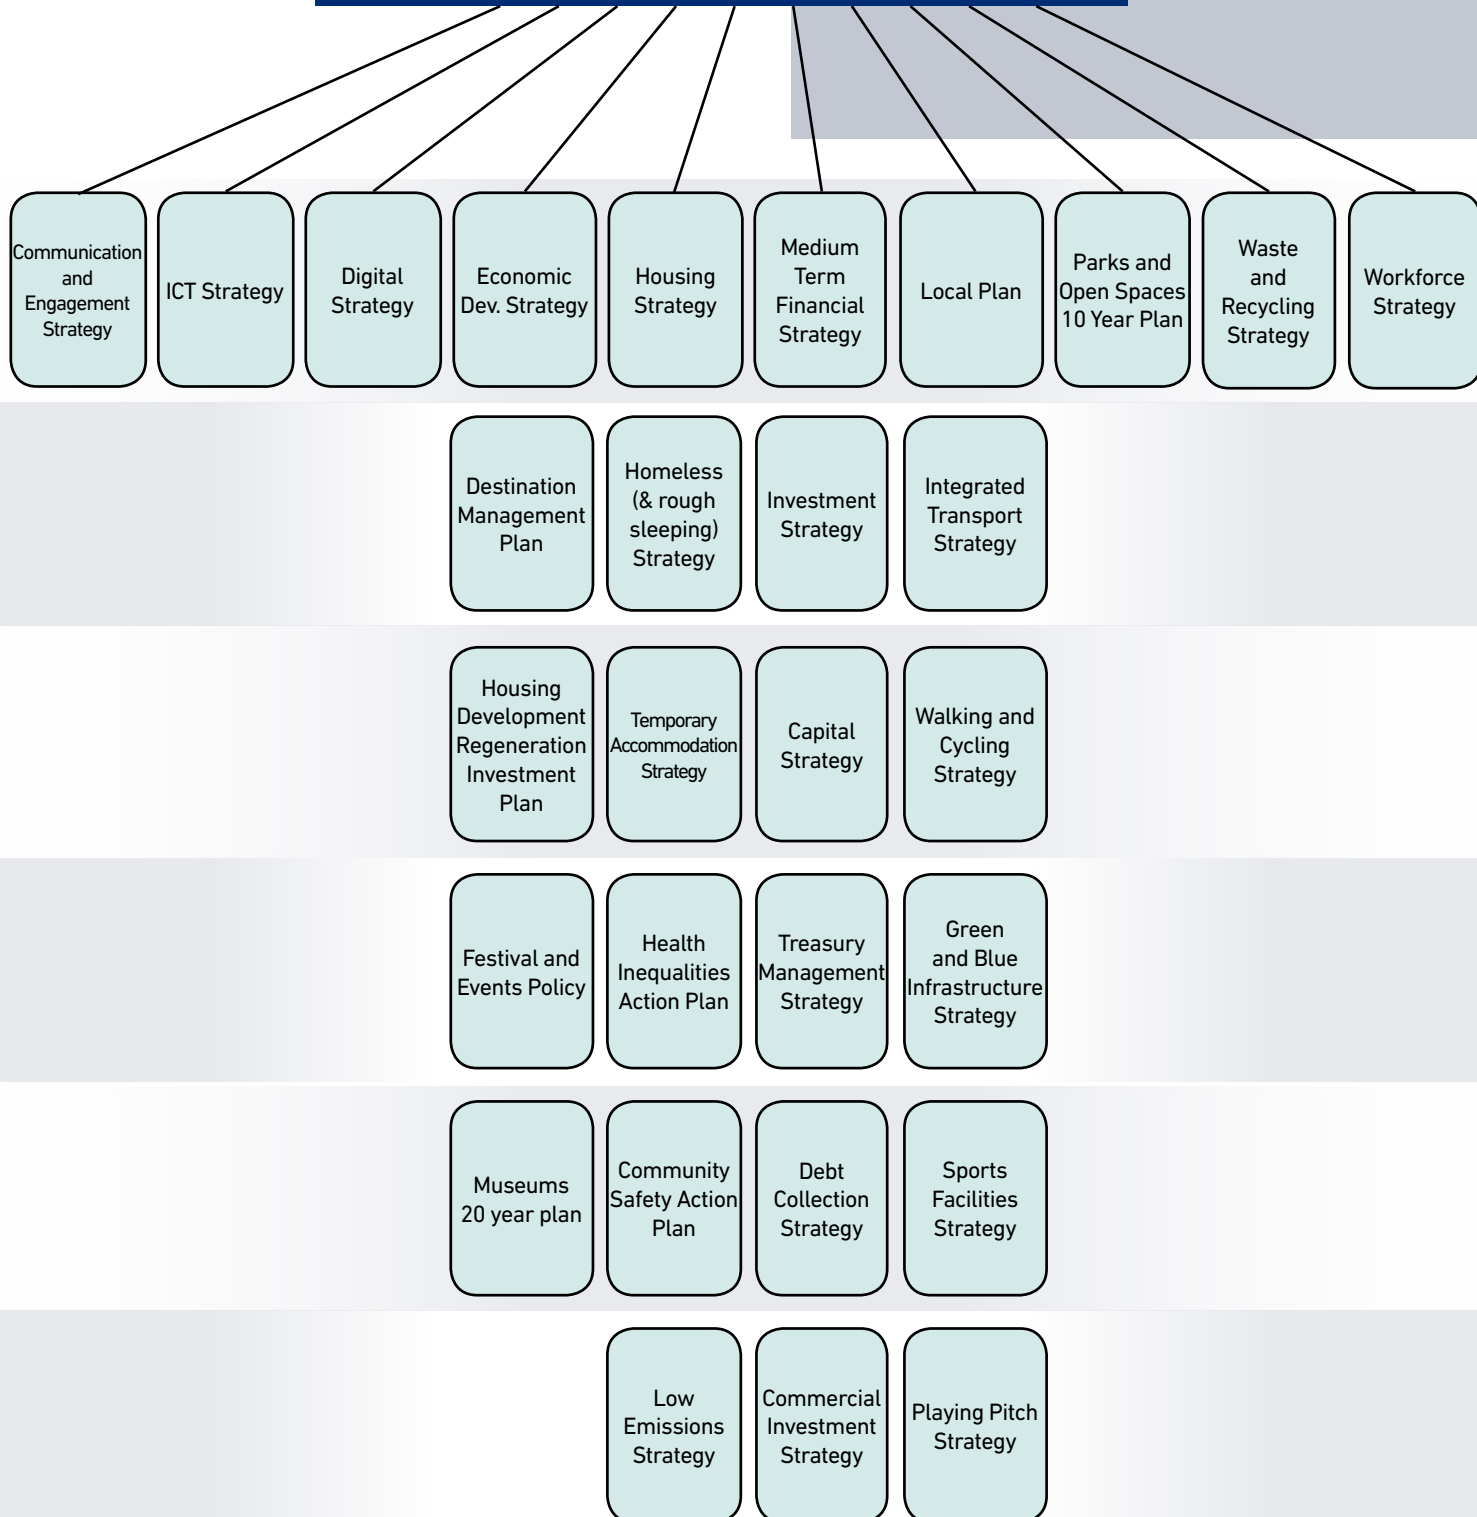 Communication
and
Engagement
Strategy
ICT Strategy
Digital
Strategy
Economic
Dev. Strategy
Housing
Strategy
Medium
Term
Financial
Strategy
Local Plan
Parks and
Open Spaces
10 Year Plan
Waste
and
Recycling
Strategy
Workforce
Strategy
Destination
Management
Plan
Homeless
(& rough
sleeping)
Strategy
Investment
Strategy
Integrated
Transport
Strategy
Housing
Development
Regeneration
Investment
Plan
Temporary
Accommodation
Strategy
Capital
Strategy
Walking and
Cycling
Strategy
Festival and
Events Policy
Health
Inequalities
Action Plan
Treasury
Management
Strategy
Green
and Blue
Infrastructure
Strategy
Museums
20 year plan
Community
Safety Action
Plan
Debt
Collection
Strategy
Sports
Facilities
Strategy
Low
Emissions
Strategy
Commercial
Investment
Strategy
Playing Pitch
Strategy